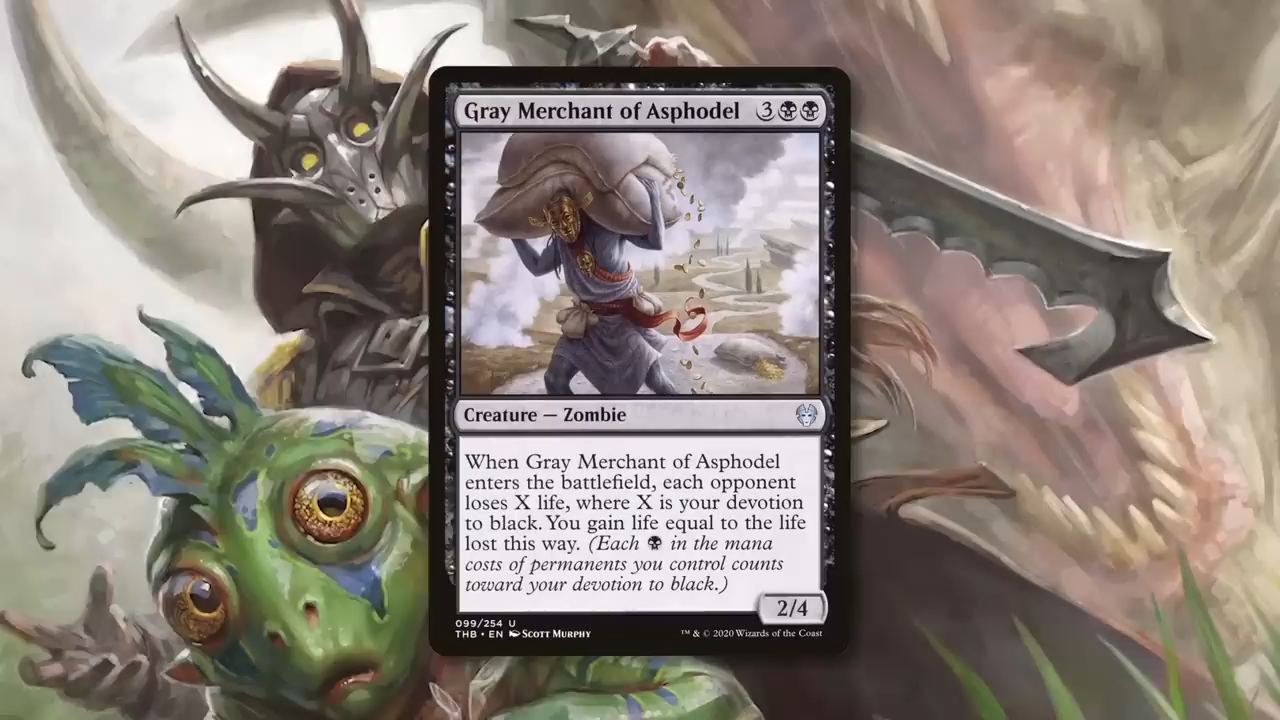 Gray Merchant of Asphodel 3
Creature — Zombie
When Gray Merchant of Asphodel
enters the battlefield, each opponent
loses X life, where X is your devotion
to black. You gain life equal to the life
lost this way. (Each in the mana
costs of permanents you control counts
toward your devotion to black.)
2/4
099/254 U
THB • EN Scott Murphy
™ & © 2020 Wizards of the Coast